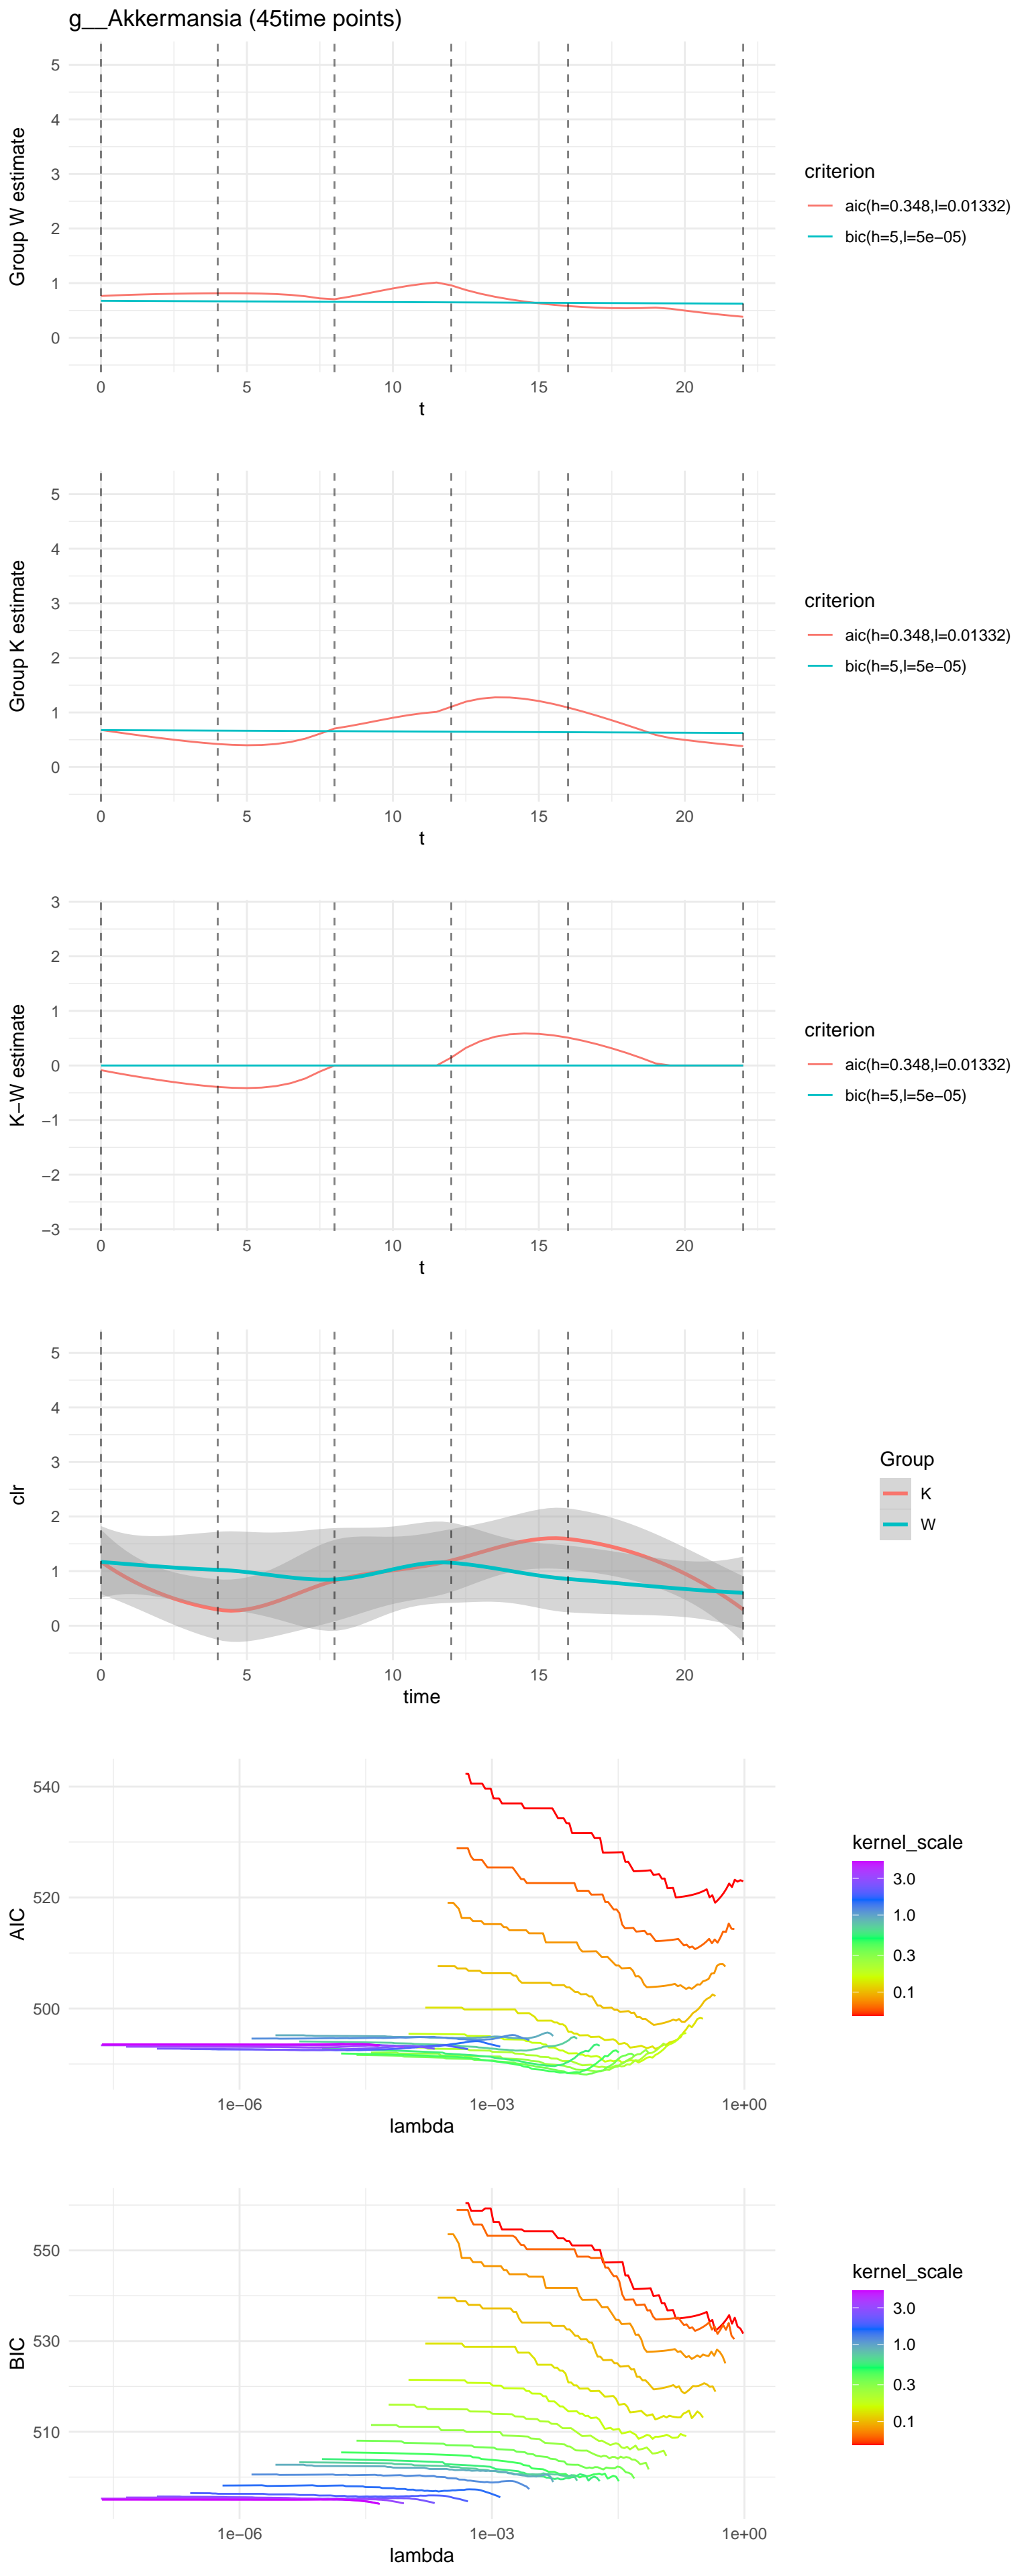 g__Akkermansia (45time points)
Group W estimate
5
4
3
2
1
0
0 5 10 15 20
t
criterion
aic(h=0.348,l=0.01332)
bic(h=5,l=5e−05)
Group K estimate
5
4
3
2
1
0
0 5 10 15 20
t
criterion
aic(h=0.348,l=0.01332)
bic(h=5,l=5e−05)
K−W estimate
3
2
1
0
−1
−2
−3
0 5 10 15 20
t
criterion
aic(h=0.348,l=0.01332)
bic(h=5,l=5e−05)
clr
5
4
3
2
1
0
0 5 10 15 20
time
Group
K
W
AIC
540
520
500
1e−06 1e−03 1e+00
lambda
kernel_scale
3.0
1.0
0.3
0.1
BIC
550
530
510
1e−06 1e−03 1e+00
lambda
kernel_scale
3.0
1.0
0.3
0.1